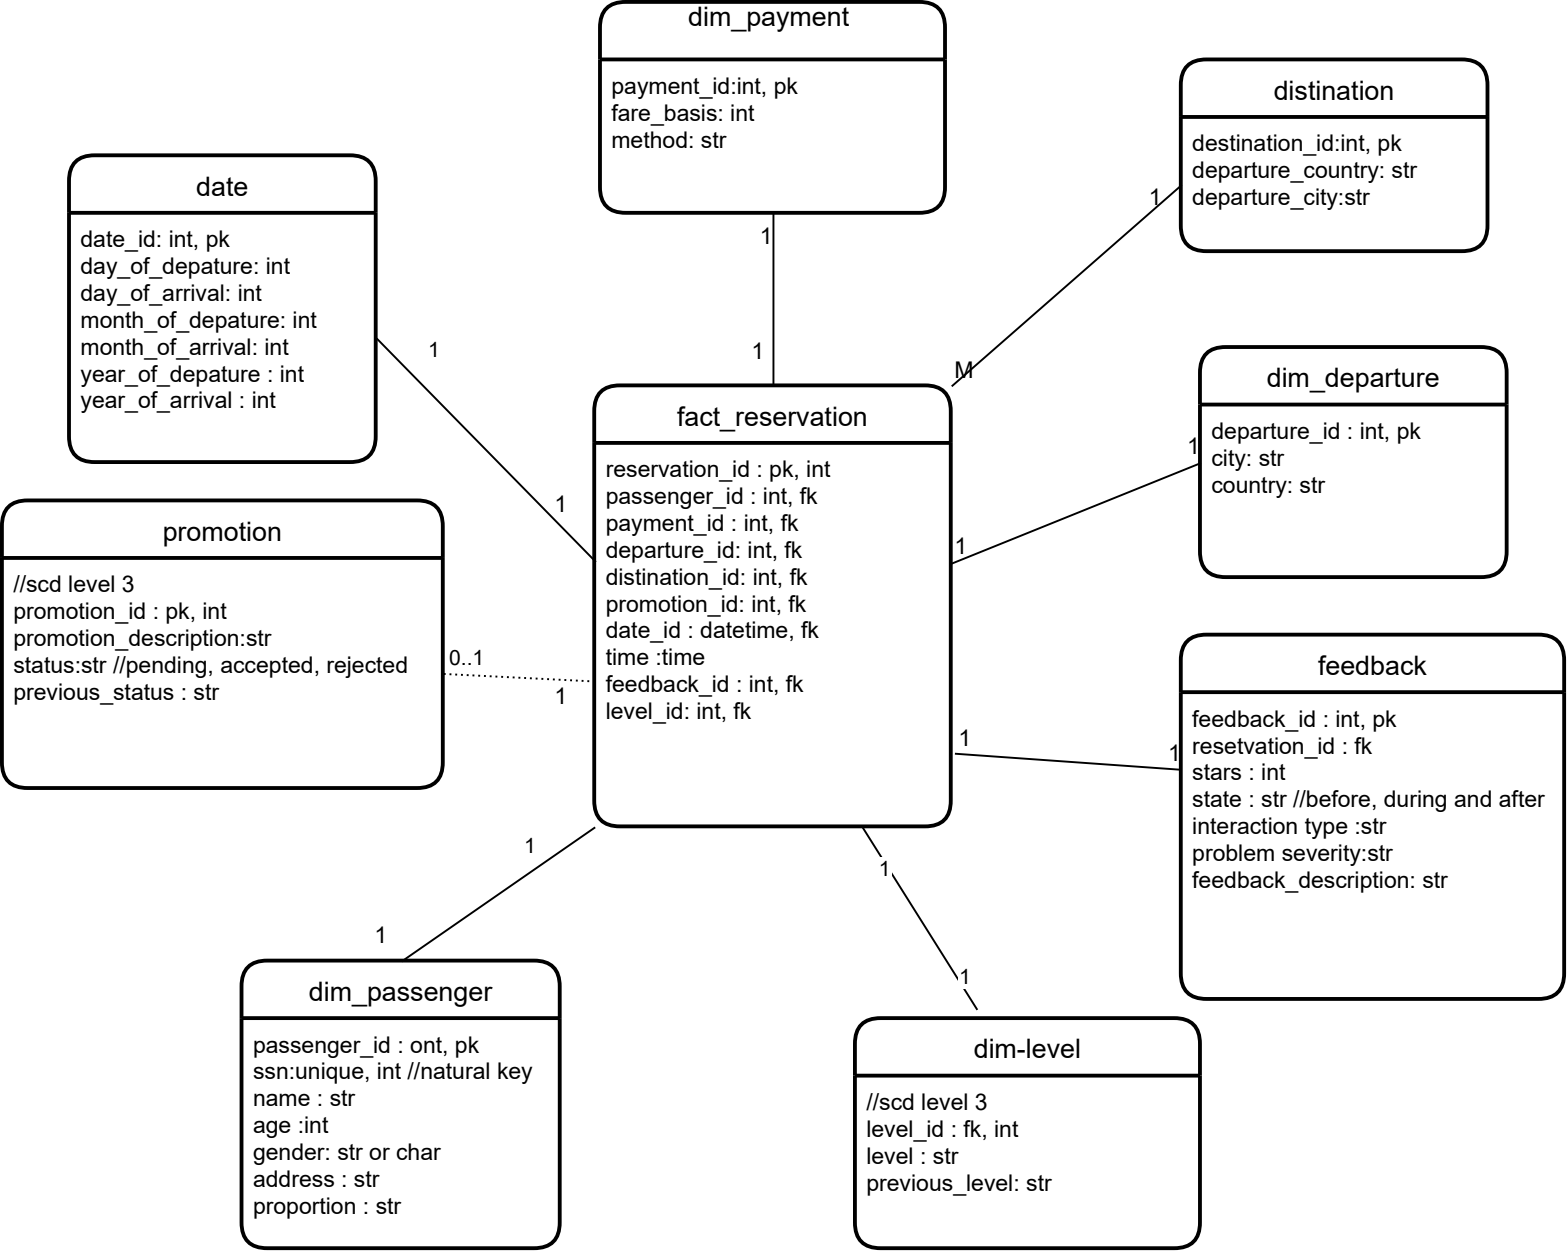 dim_payment
payment_id:int, pk
fare_basis: int
method: str
distination
destination_id:int, pk
departure_country: str
departure_city:str
date
date_id: int, pk
day_of_depature: int
day_of_arrival: int
month_of_depature: int
month_of_arrival: int
year_of_depature : int
year_of_arrival : int
1
1
1
M
1
1
dim_departure
departure_id : int, pk
city: str
country: str
1
1
fact_reservation
reservation_id : pk, int
passenger_id : int, fk
payment_id : int, fk
departure_id: int, fk
distination_id: int, fk
promotion_id: int, fk
date_id : datetime, fk
time :time
feedback_id : int, fk
level_id: int, fk
promotion
//scd level 3
promotion_id : pk, int
promotion_description:str
status:str //pending, accepted, rejected
previous_status : str
0..1
1
feedback
feedback_id : int, pk
resetvation_id : fk
stars : int
state : str //before, during and after
interaction type :str
problem severity:str
feedback_description: str
1
1
1
1
1
1
dim_passenger
passenger_id : ont, pk
ssn:unique, int //natural key
name : str
age :int
gender: str or char
address : str
proportion : str
dim-level
//scd level 3
level_id : fk, int
level : str
previous_level: str